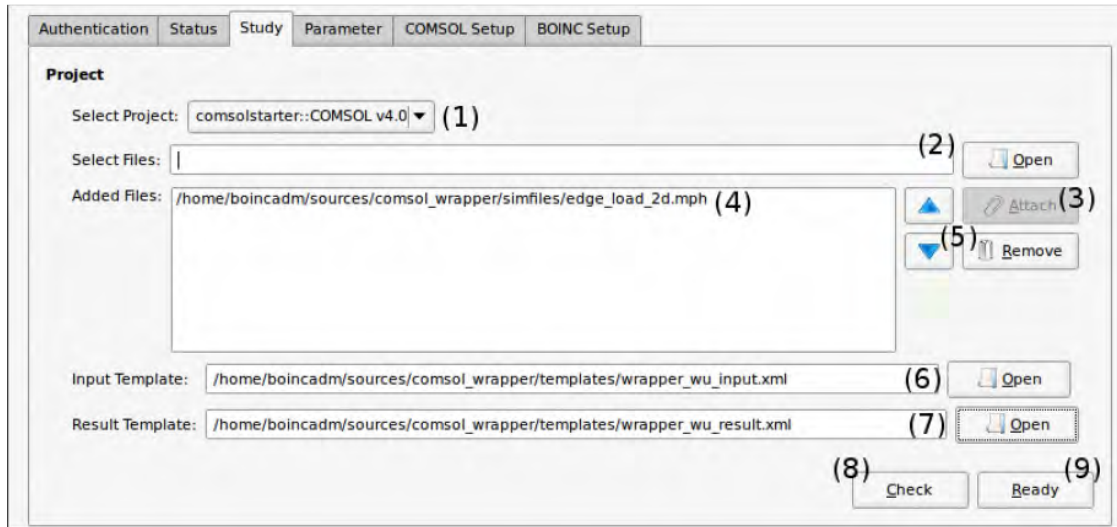 Authentication Status Study Parameter COMSOL Setup BOINC Setup
Project
Select Project: comsolstarter::COMSOL v4.0 (1)
Select Files: (2) Open
Added Files: /home/boincadm/sources/comsol_wrapper/simfiles/edge_load_2d.mph (4) Attach (3)
(5) Remove
Input Template: /home/boincadm/sources/comsol_wrapper/templates/wrapper_wu_input.xml (6) Open
Result Template: /home/boincadm/sources/comsol_wrapper/templates/wrapper_wu_result.xml (7) Open
(8) Check Ready (9)